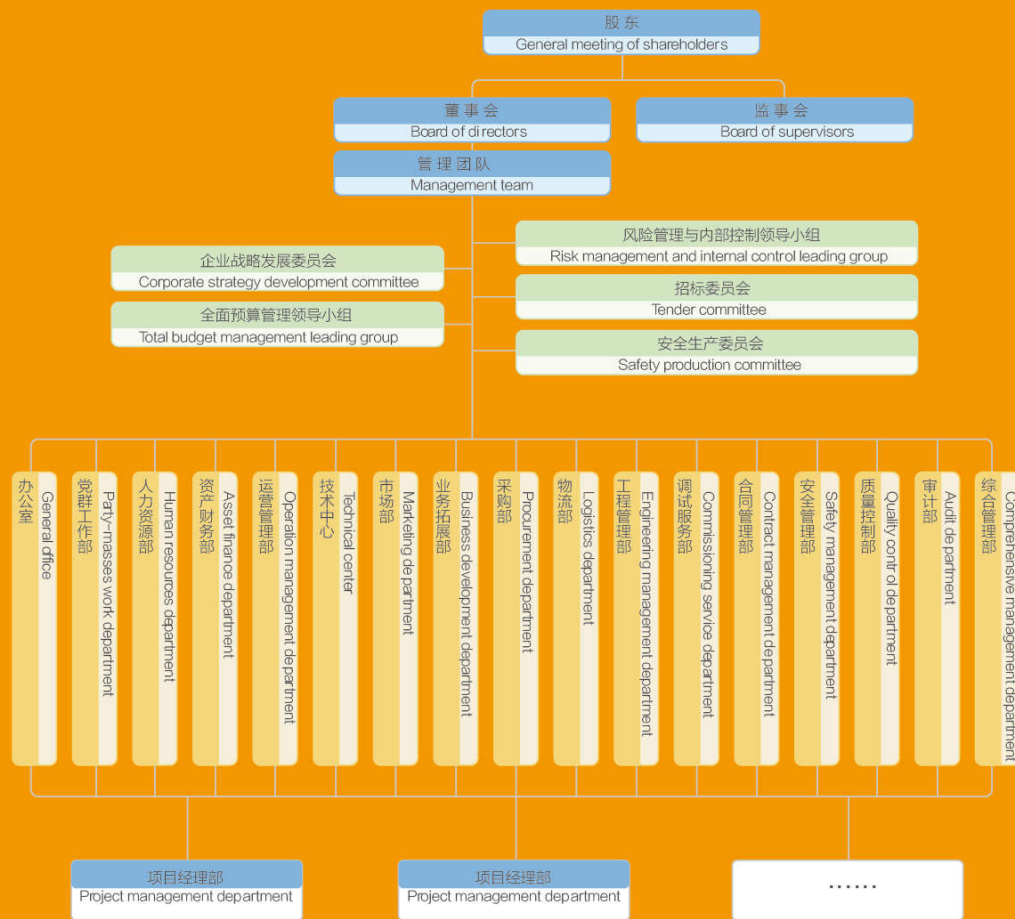 股东
General meeting of shareholders
董事会
Board of directors
监事会
Board of supervisors
管理团队
Management team
企业战略发展委员会
Corporate strategy development committee
风险管理与内部控制领导小组
Risk management and internal control leading group
全面预算管理领导小组
Total budget management leading group
招标委员会
Tender committee
安全生产委员会
Safety production committee
办公室
General office
党群工作部
Party-masses work department
人力资源部
Human resources department
资产财务部
Asset finance department
运营管理部
Operation management department
技术中心
Technical center
市场部
Marketing department
业务拓展部
Business development department
采购部
Procurement department
物流部
Logistics department
工程管理部
Engineering management department
调试服务部
Commissioning service department
合同管理部
Contract management department
安全管理部
Safety management department
质量控制部
Quality control department
审计部
Audit department
综合管理部
Comprehensive management department
项目经理部
Project management department
项目经理部
Project management department
……